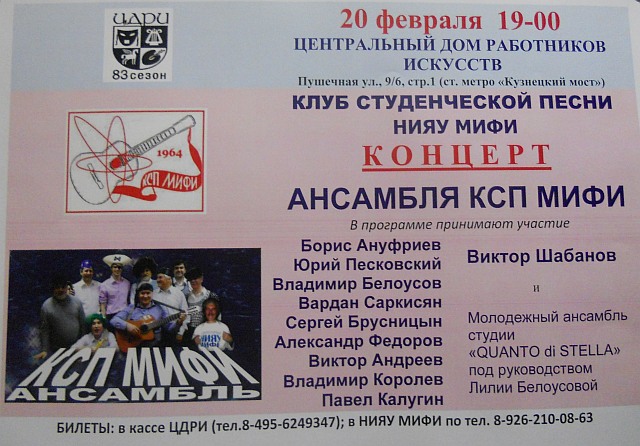 ЦДРИ
83 сезон
20 февраля 19-00
ЦЕНТРАЛЬНЫЙ ДОМ РАБОТНИКОВ
ИСКУССТВ
Пушечная ул., 9/6, стр.1 (ст. метро «Кузнецкий мост»)
КЛУБ СТУДЕНЧЕСКОЙ ПЕСНИ
НИЯУ МИФИ
КОНЦЕРТ
АНСАМБЛЯ КСП МИФИ
1964
КСП МИФИ
В программе принимают участие
Борис Ануфриев
Юрий Песковский
Владимир Белоусов
Вардан Саркисян
Сергей Брусницын
Александр Федоров
Виктор Андреев
Владимир Королев
Павел Калугин
Виктор Шабанов
и
Молодежный ансамбль
студии
«QUANTO di STELLA»
под руководством
Лилии Белоусовой
НИЯУ
МИФИ
КСП МИФИ
АНСАМБЛЬ
БИЛЕТЫ: в кассе ЦДРИ (тел.8-495-6249347); в НИЯУ МИФИ по тел. 8-926-210-08-63